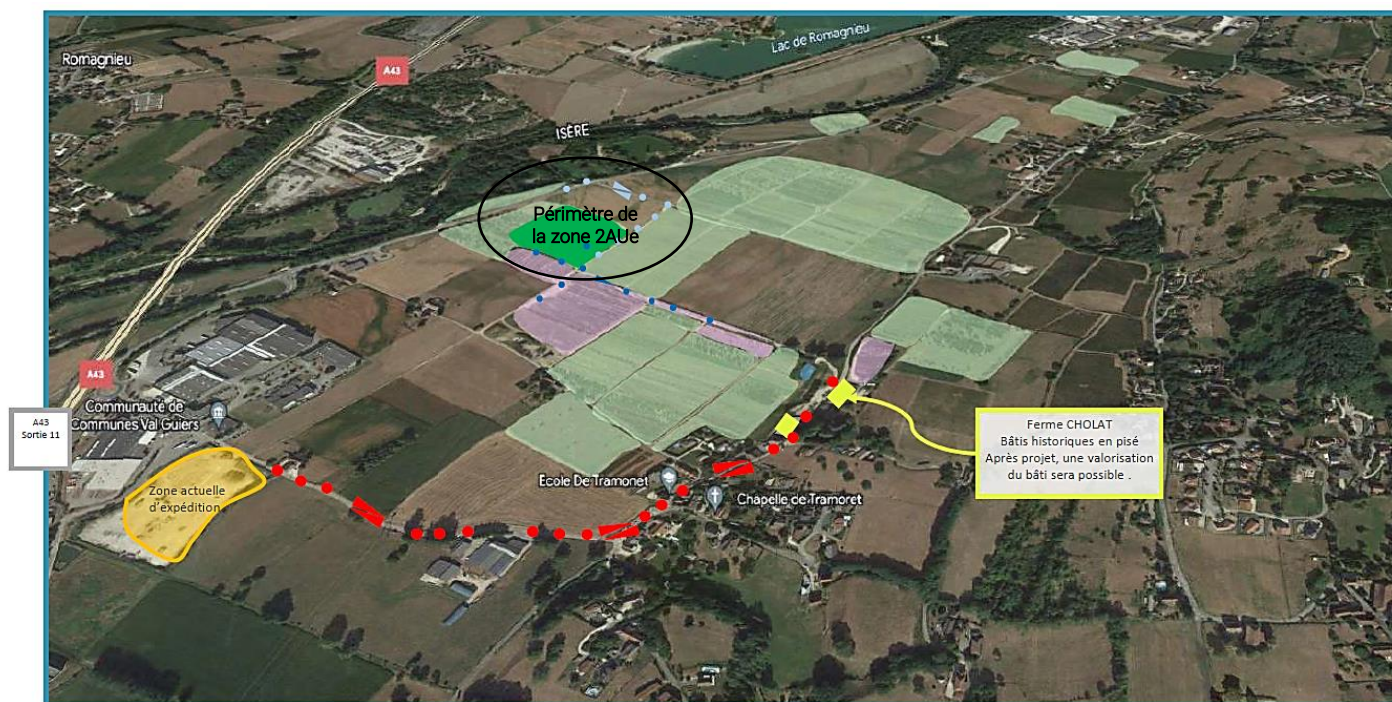 Romagnieu
A43
Lac de Romagnieu
ISÈRE
Périmètre de
la zone 2AUe
A43
A43
Sortie 11
Communauté de
Communes Val Guiers
Zone actuelle
d'expédition
Ecole De Tramonet
Chapelle de Tramoret
Ferme CHOLAT
Bâtis historiques en pisé
Après projet, une valorisation
du bâti sera possible .